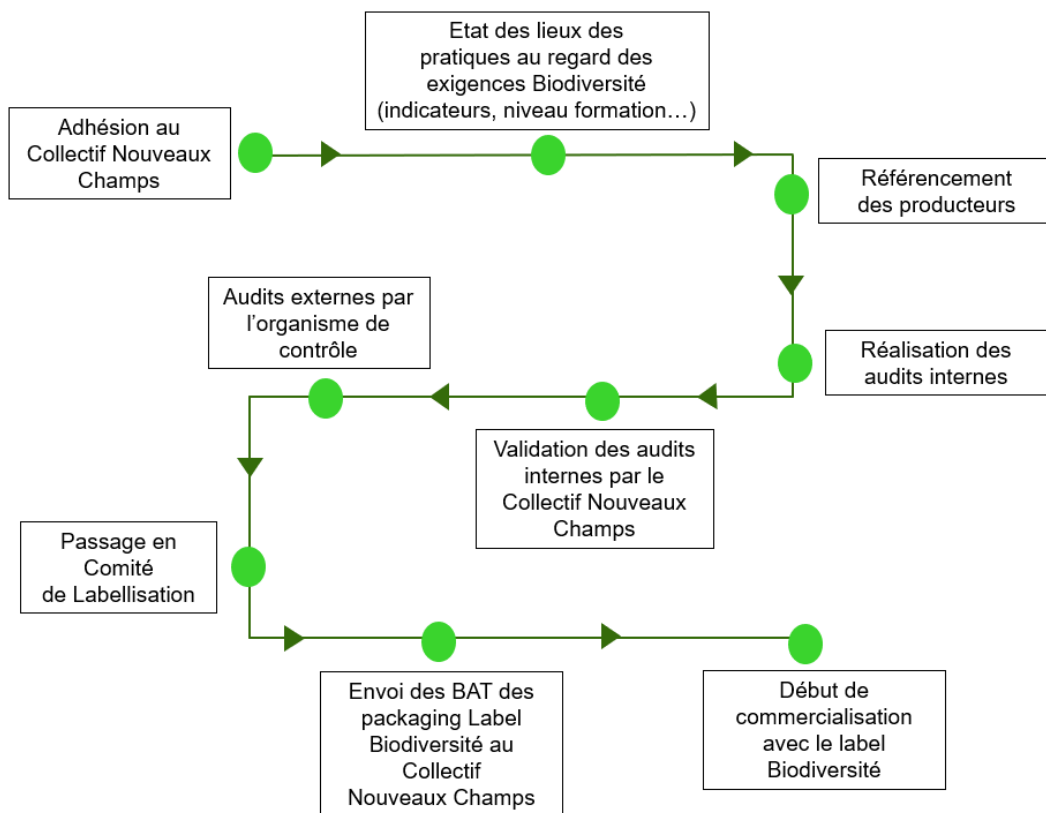 Adhésion au
Collectif Nouveaux
Champs
Etat des lieux des
pratiques au regard des
exigences Biodiversité
(indicateurs, niveau formation…)
Référencement
des producteurs
Réalisation des
audits internes
Validation des audits
internes par le
Collectif Nouveaux
Champs
Audits externes par
l’organisme de
contrôle
Passage en
Comité
de Labellisation
Envoi des BAT des
packaging Label
Biodiversité au
Collectif
Nouveaux Champs
Début de
commercialisation
avec le label
Biodiversité